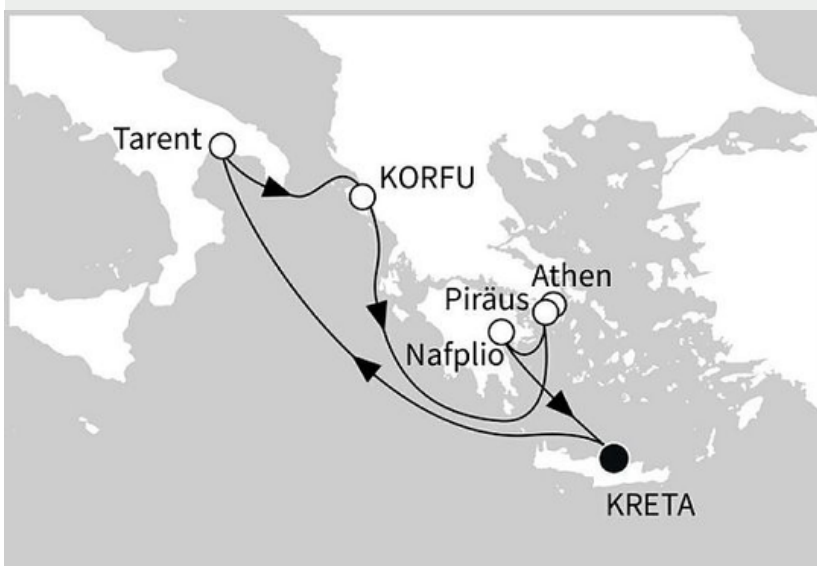 Tarent
KORFU
Athen
Piräus
Nafplio
KRETA